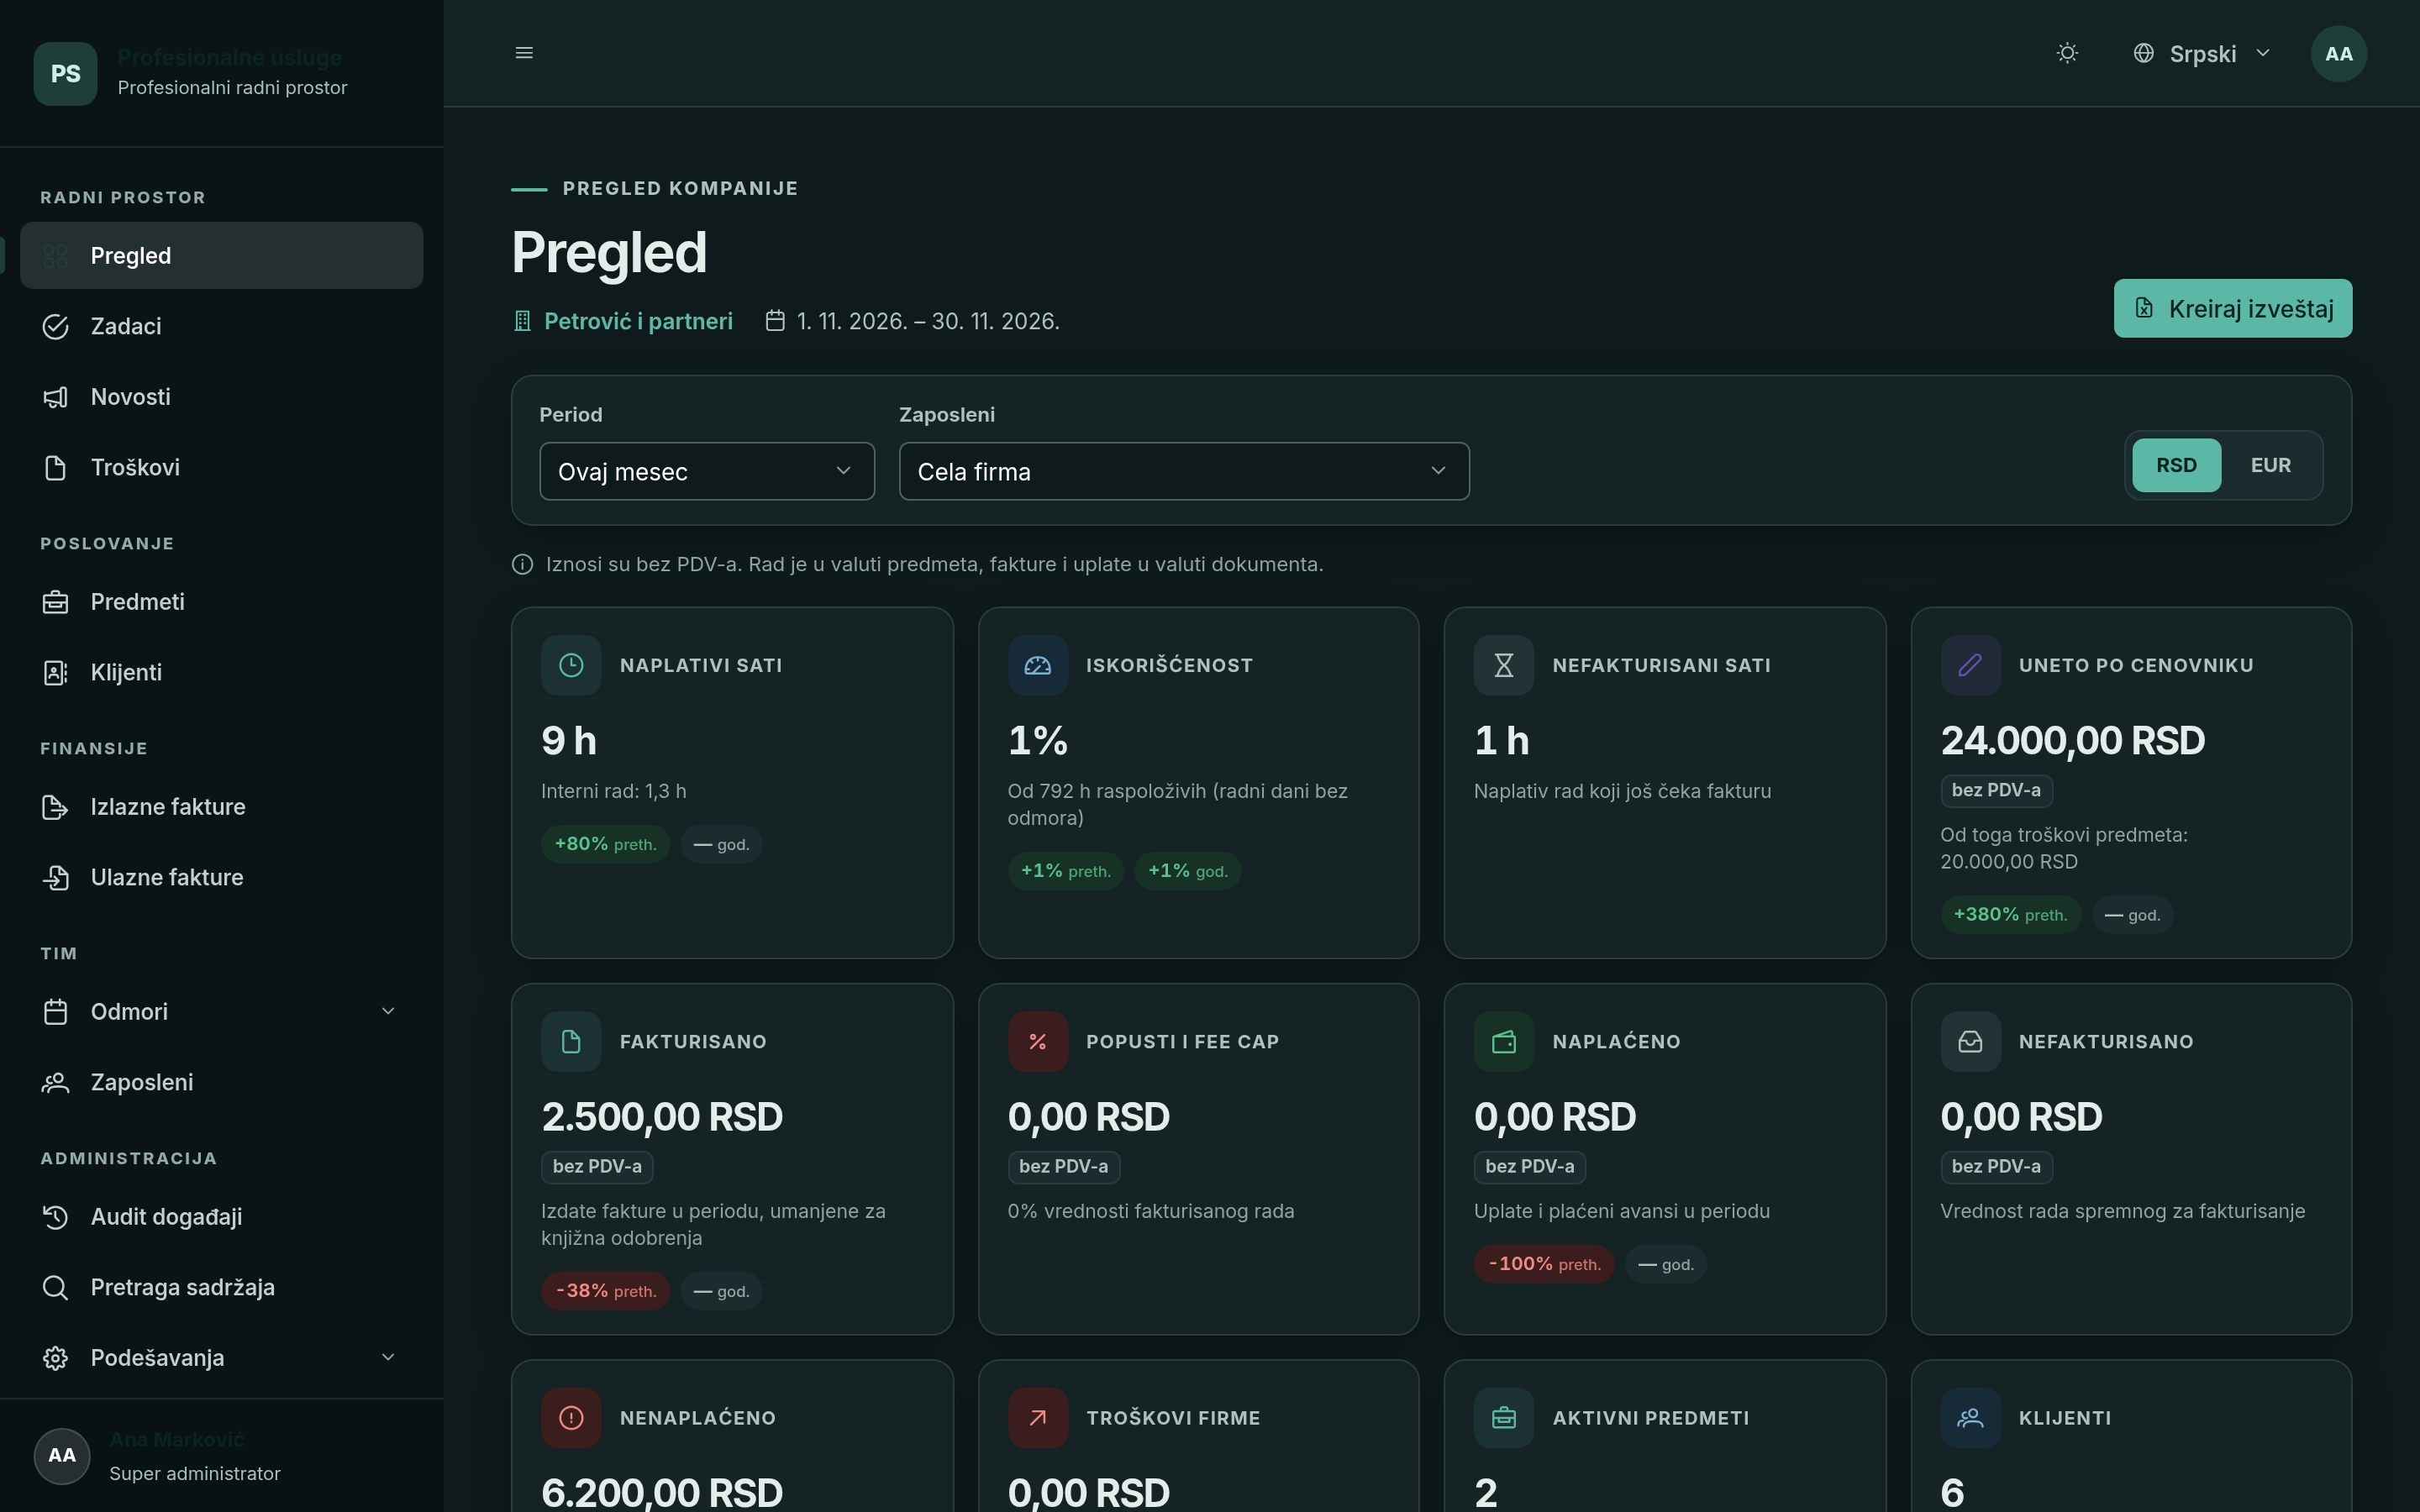 PS
Profesionalne usluge
Profesionalni radni prostor
RADNI PROSTOR
Pregled
Zadaci
Novosti
Troškovi
POSLOVANJE
Predmeti
Klijenti
FINANSIJE
Izlazne fakture
Ulazne fakture
TIM
Odmori
Zaposleni
ADMINISTRACIJA
Audit događaji
Pretraga sadržaja
Podešavanja
AA
Ana Marković
Super administrator
Srpski
AA
PREGLED KOMPANIJE
Pregled
Petrović i partneri
1. 11. 2026. – 30. 11. 2026.
Kreiraj izveštaj
Period
Zaposleni
Ovaj mesec
Cela firma
RSD
EUR
Iznosi su bez PDV-a. Rad je u valuti predmeta, fakture i uplate u valuti dokumenta.
NAPLATIVI SATI
9 h
Interni rad: 1,3 h
+80% preth.
— god.
ISKORIŠĆENOST
1%
Od 792 h raspoloživih (radni dani bez
odmora)
+1% preth.
+1% god.
NEFAKTURISANI SATI
1 h
Naplativ rad koji još čeka fakturu
UNETO PO CENOVNIKU
24.000,00 RSD
bez PDV-a
Od toga troškovi predmeta:
20.000,00 RSD
+380% preth.
— god.
FAKTURISANO
2.500,00 RSD
bez PDV-a
Izdate fakture u periodu, umanjene za
knjižna odobrenja
-38% preth.
— god.
POPUSTI I FEE CAP
0,00 RSD
bez PDV-a
0% vrednosti fakturisanog rada
NAPLAĆENO
0,00 RSD
bez PDV-a
Uplate i plaćeni avansi u periodu
-100% preth.
— god.
NEFAKTURISANO
0,00 RSD
bez PDV-a
Vrednost rada spremnog za fakturisanje
NENAPLAĆENO
6.200,00 RSD
TROŠKOVI FIRME
0,00 RSD
AKTIVNI PREDMETI
2
KLIJENTI
6